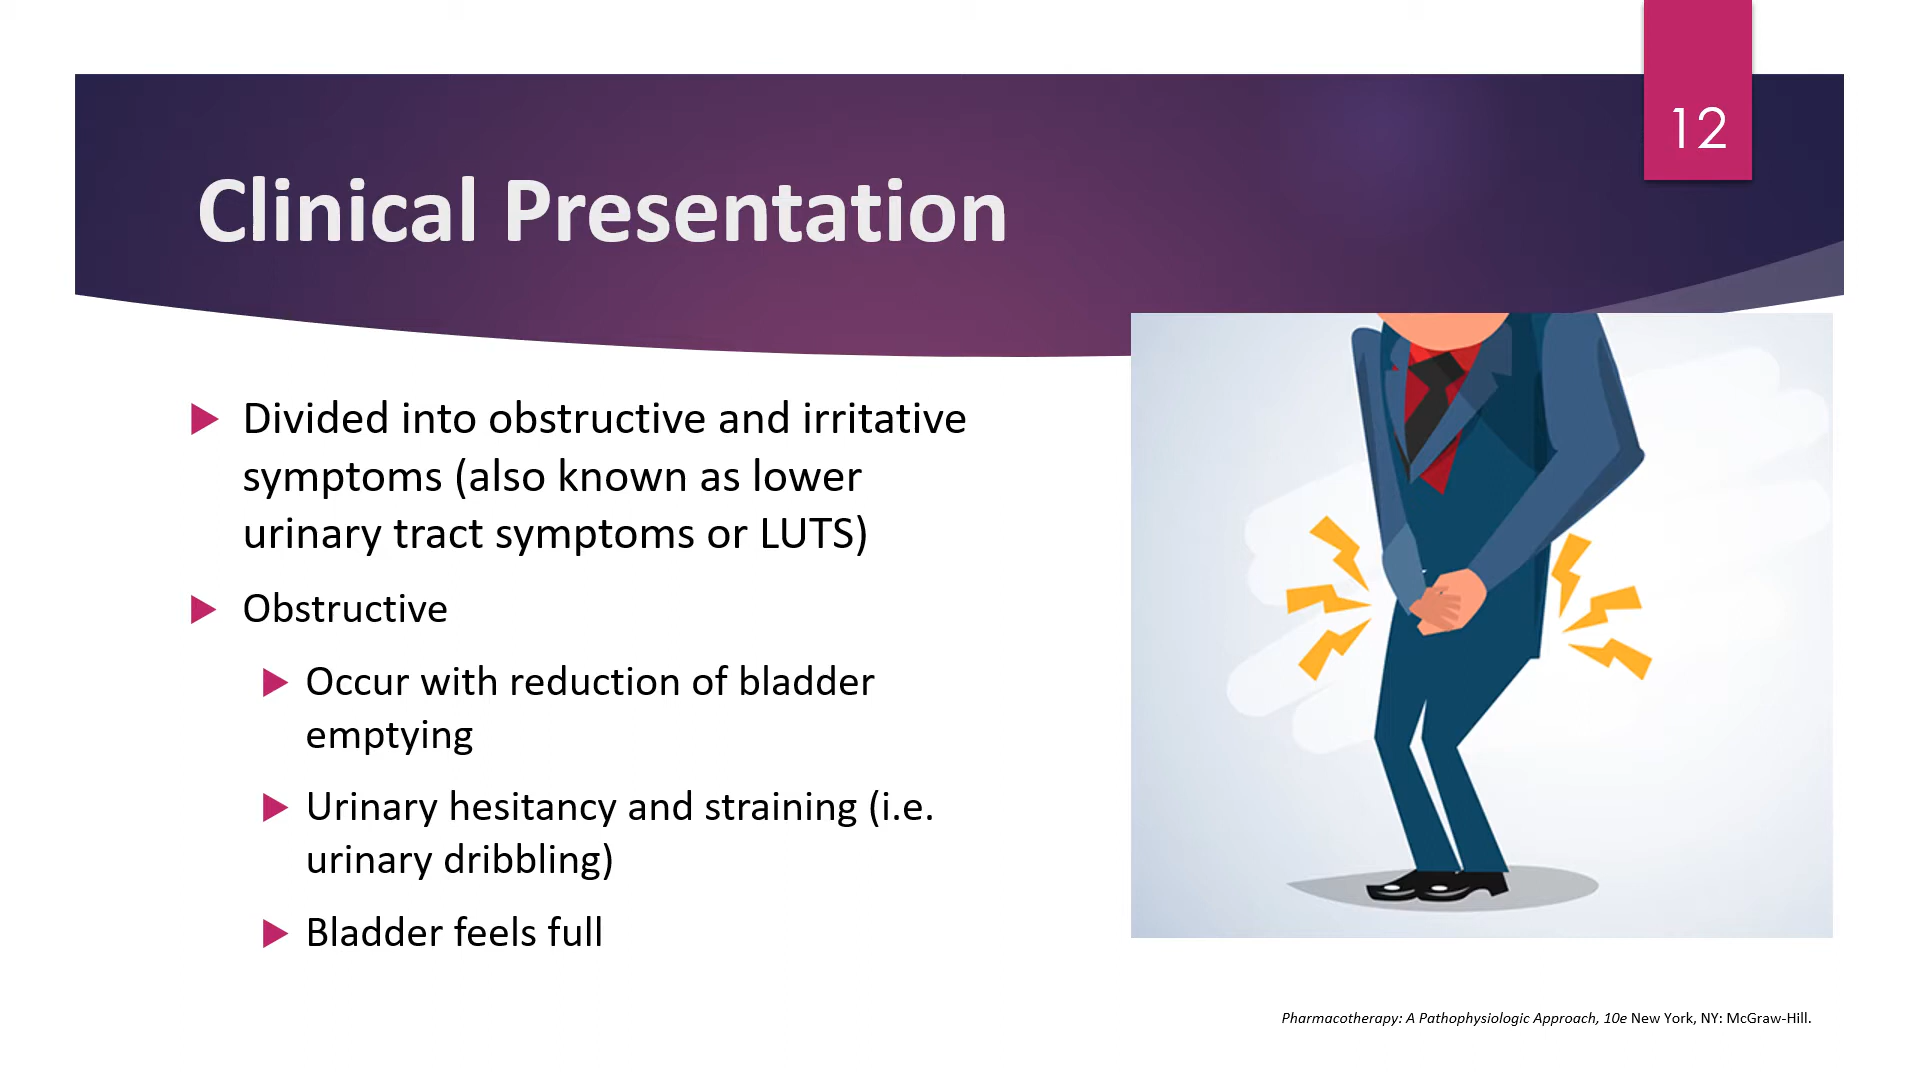 12
Clinical Presentation
Divided into obstructive and irritative
symptoms (also known as lower
urinary tract symptoms or LUTS)
Obstructive
Occur with reduction of bladder
emptying
Urinary hesitancy and straining (i.e.
urinary dribbling)
Bladder feels full
Pharmacotherapy: A Pathophysiologic Approach, 10e New York, NY: McGraw-Hill.